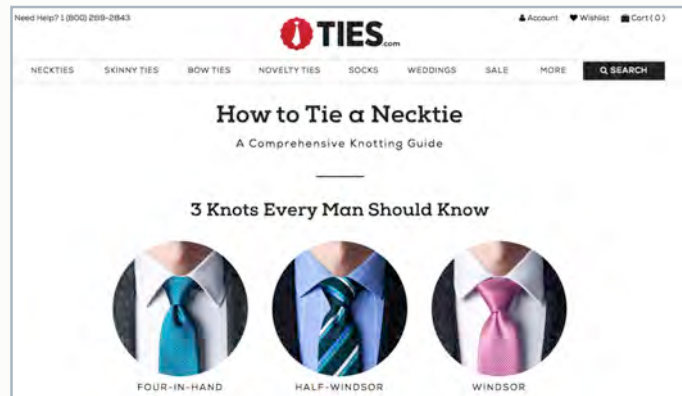 Need Help? 1 (800) 289-2843
Account Wishlist Cart ( 0 )
TIES.com
NECKTIES SKINNY TIES BOW TIES NOVELTY TIES SOCKS WEDDINGS SALE MORE SEARCH
How to Tie a Necktie
A Comprehensive Knotting Guide
3 Knots Every Man Should Know
FOUR-IN-HAND HALF-WINDSOR WINDSOR